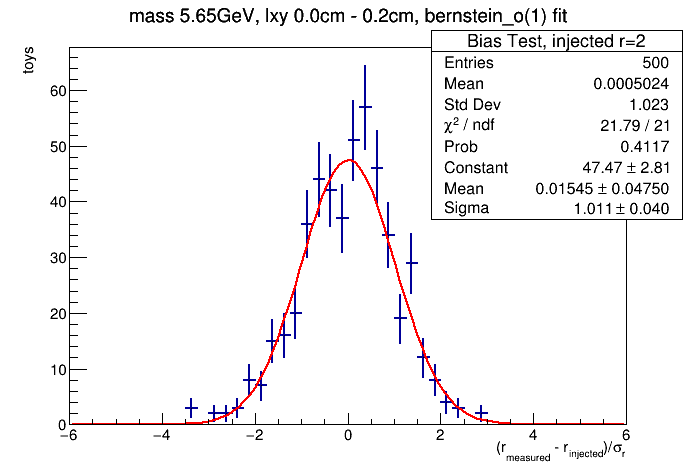 mass 5.65GeV, lxy 0.0cm - 0.2cm, bernstein_o(1) fit
Bias Test, injected r=2
Entries 500
Mean 0.0005024
Std Dev 1.023
χ² / ndf 21.79 / 21
Prob 0.4117
Constant 47.47 ± 2.81
Mean 0.01545 ± 0.04750
Sigma 1.011 ± 0.040
toys
60
50
40
30
20
10
0
−6 −4 −2 0 2 4 6
(r_measured - r_injected)/σ_r